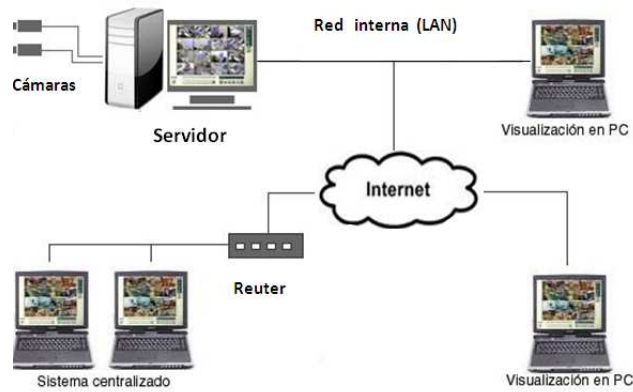 Red interna (LAN)
Cámaras
Servidor
Visualización en PC
Internet
Reuter
Sistema centralizado
Visualización en PC